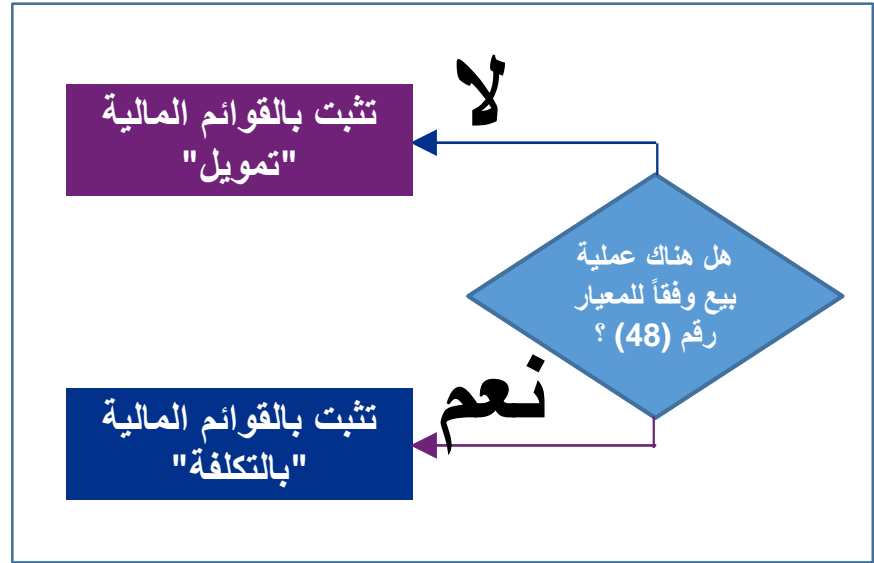 هل هناك عملية
بيع وفقاً للمعيار
رقم (48) ؟
لا
تثبت بالقوائم المالية
"تمويل"
نعم
تثبت بالقوائم المالية
"بالتكلفة"